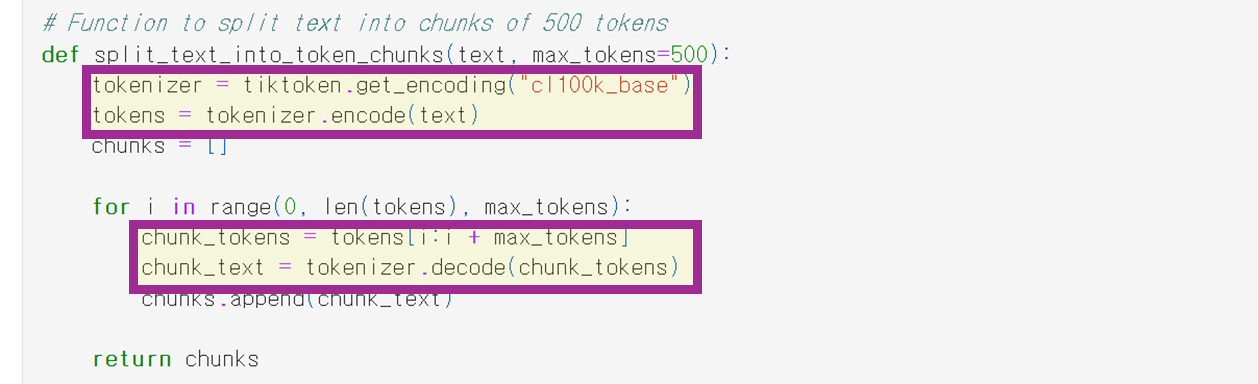 # Function to split text into chunks of 500 tokens
def split_text_into_token_chunks(text, max_tokens=500):
    tokenizer = tiktoken.get_encoding("cl100k_base")
    tokens = tokenizer.encode(text)
    chunks = []
    for i in range(0, len(tokens), max_tokens):
        chunk_tokens = tokens[i:i + max_tokens]
        chunk_text = tokenizer.decode(chunk_tokens)
        chunks.append(chunk_text)
    return chunks